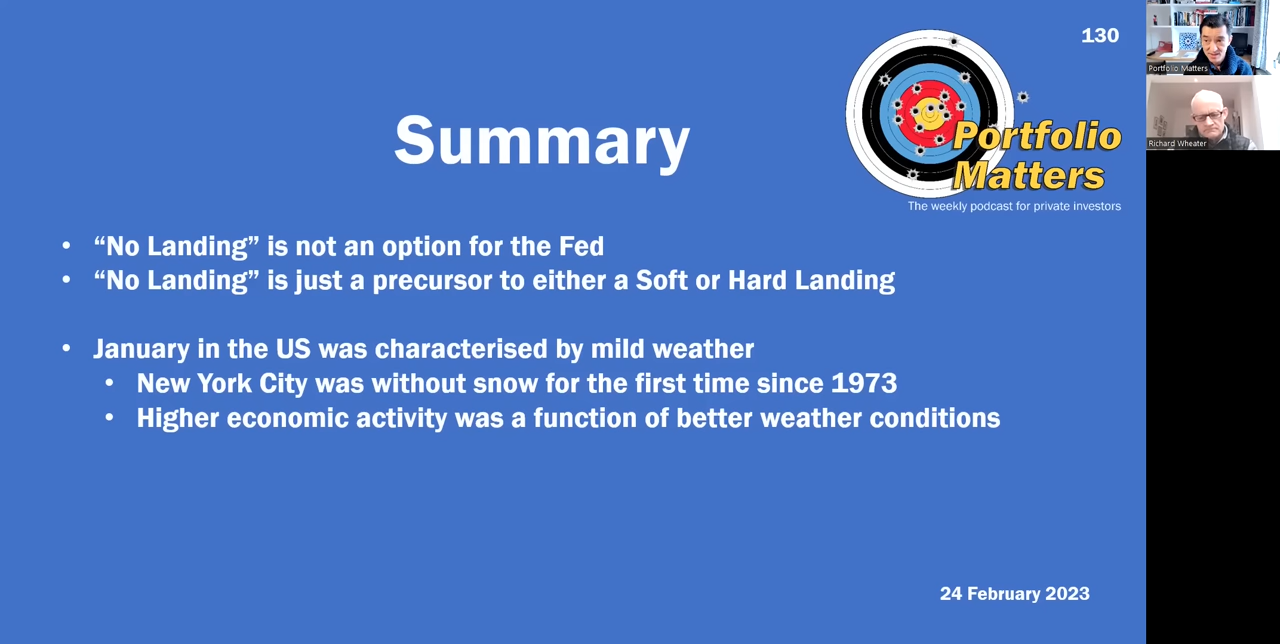 130
Portfolio Matters
Richard Wheater
Summary
Portfolio
Matters
The weekly podcast for private investors
• “No Landing” is not an option for the Fed
• “No Landing” is just a precursor to either a Soft or Hard Landing
• January in the US was characterised by mild weather
• New York City was without snow for the first time since 1973
• Higher economic activity was a function of better weather conditions
24 February 2023